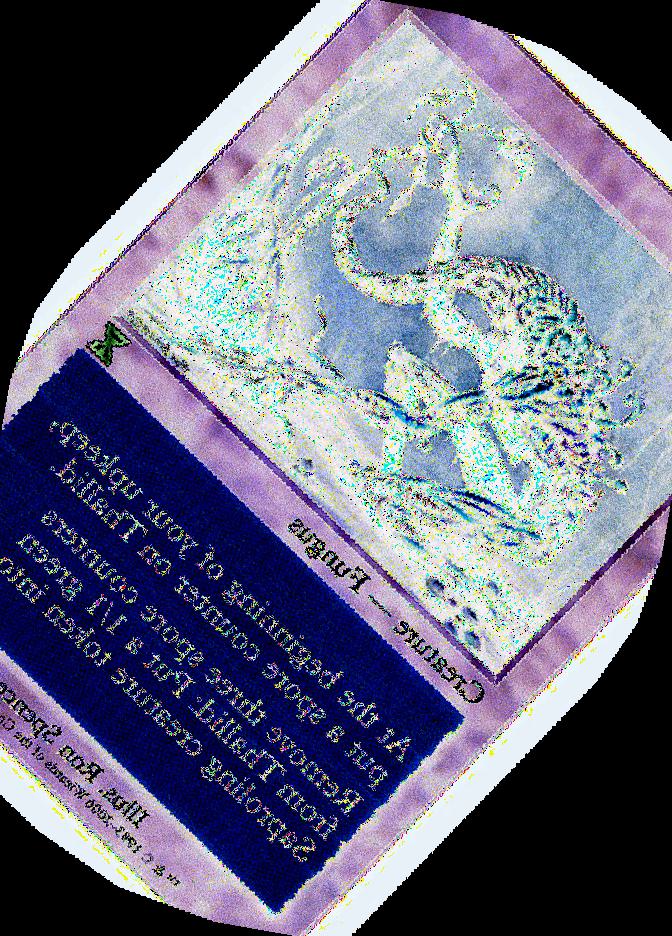 Creature — Fungus
At the beginning of your upkeep,
put a spore counter on Thallid.
Remove three spore counters
from Thallid: Put a 1/1 green
Saproling creature token into
Illus. Ron Spencer
™ & © 1993–2000 Wizards of the